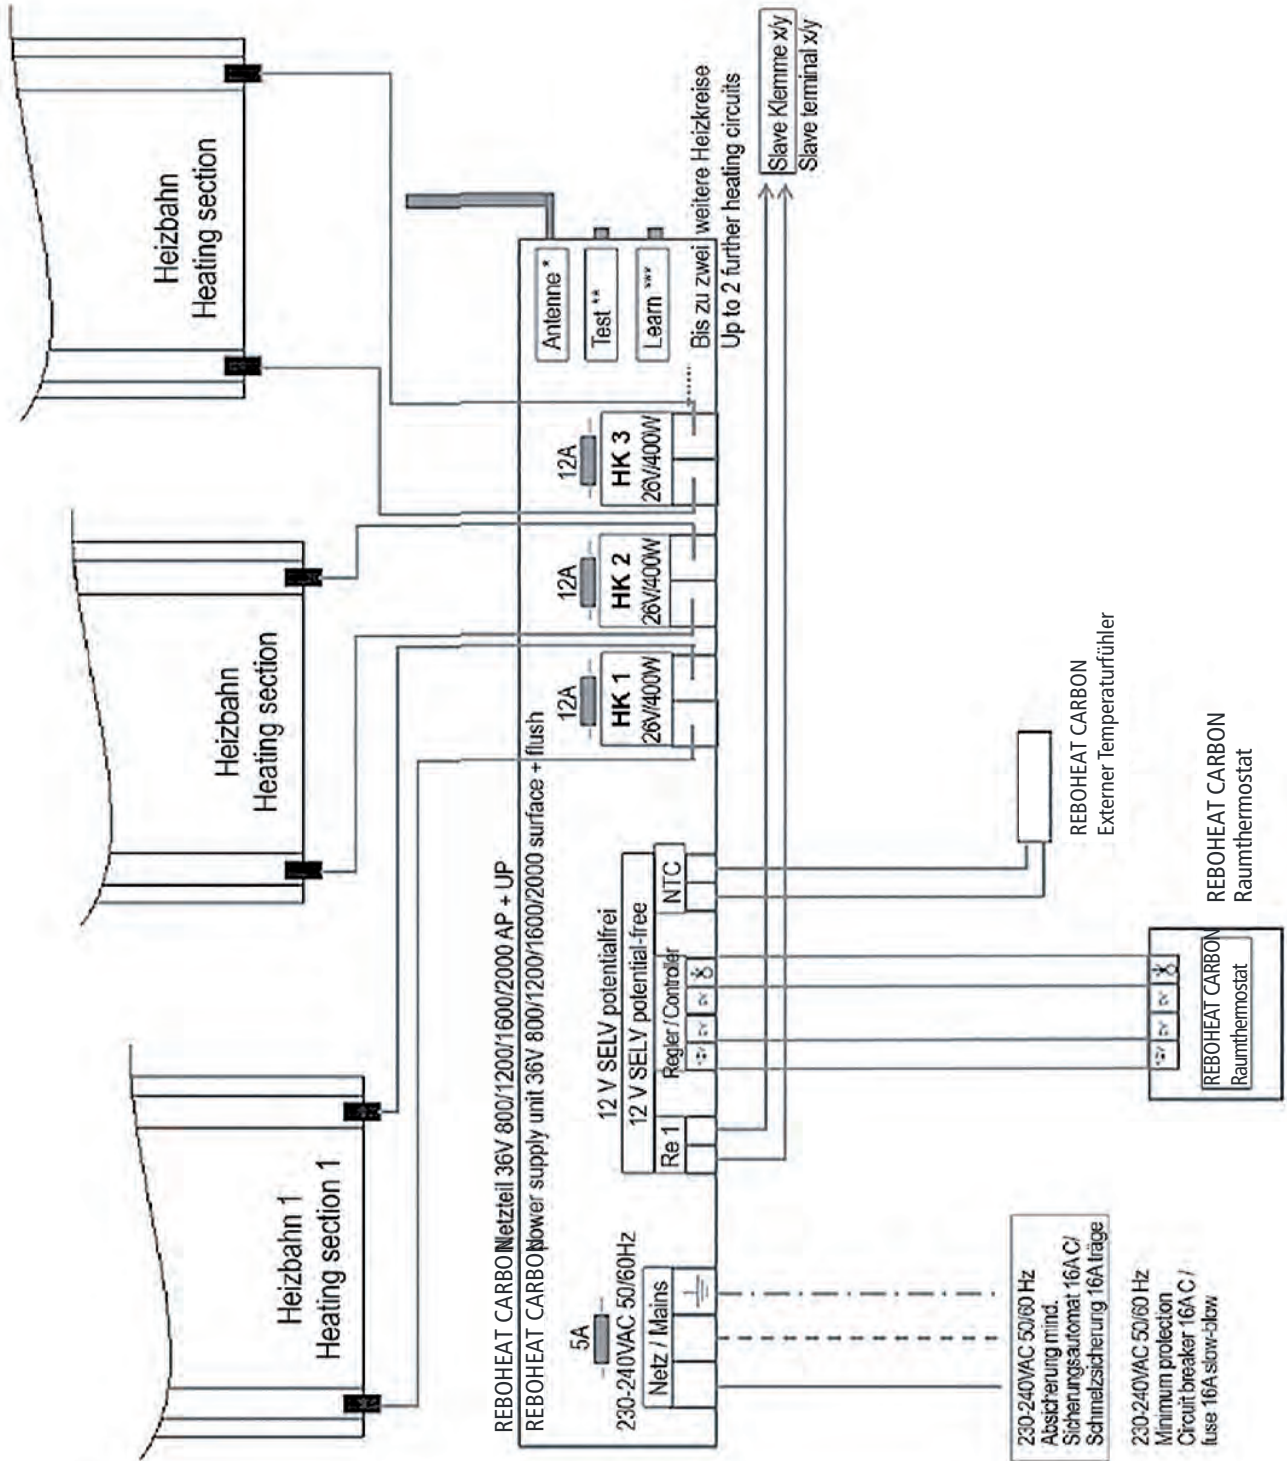 Heizbahn 1
Heating section 1
Heizbahn
Heating section
Heizbahn
Heating section
REBOHEAT CARBON Netzteil 36V 800/1200/1600/2000 AP + UP
REBOHEAT CARBON power supply unit 36V 800/1200/1600/2000 surface + flush
5A
230-240VAC 50/60Hz
Netz / Mains
12 V SELV potentialfrei
12 V SELV potential-free
Re 1
Regler / Controller
NTC
12A
HK 1
26V/400W
12A
HK 2
26V/400W
12A
HK 3
26V/400W
Antenne *
Test **
Learn ***
Bis zu zwei weitere Heizkreise
Up to 2 further heating circuits
Slave Klemme x/y
Slave terminal x/y
REBOHEAT CARBON
Externer Temperaturfühler
REBOHEAT CARBON
Raumthermostat
REBOHEAT CARBON
Raumthermostat
230-240VAC 50/60 Hz
Absicherung mind.
Sicherungsautomat 16A C/
Schmelzsicherung 16A träge
230-240VAC 50/60 Hz
Minimum protection
Circuit breaker 16A C /
fuse 16A slow-blow